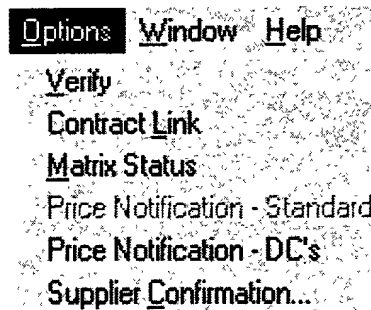 Options Window Help
Verify
Contract Link
Matrix Status
Price Notification - Standard
Price Notification - DC's
Supplier Confirmation...